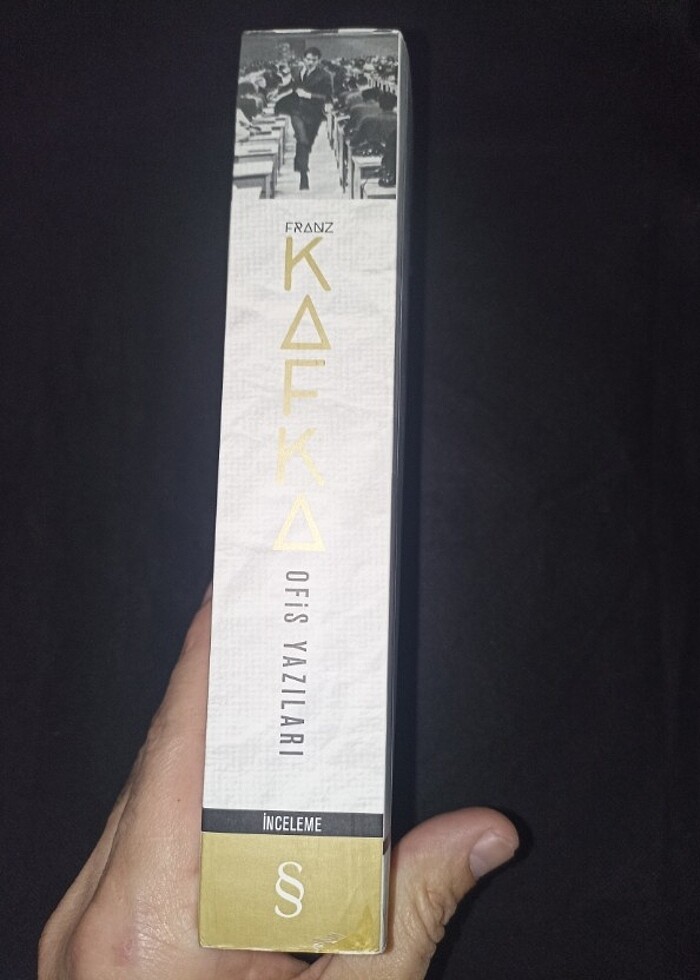 FRANZ
KAFKA
OFİS YAZILARI
İNCELEME
§